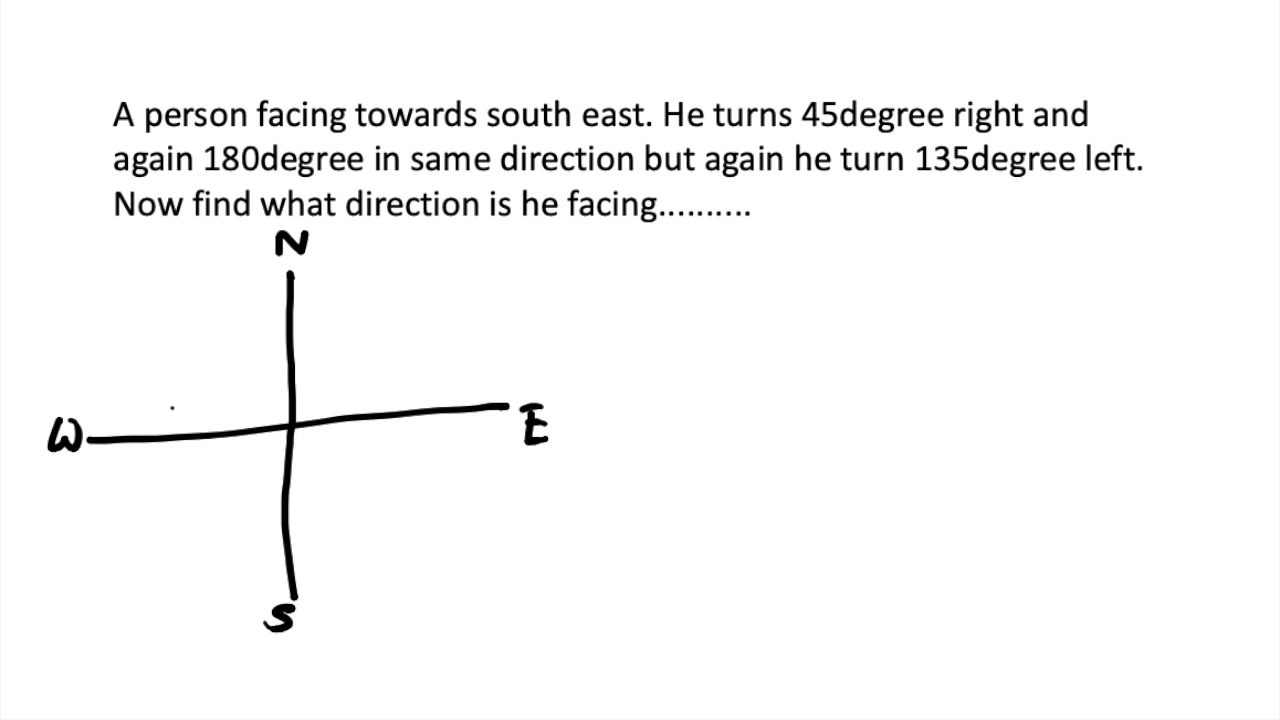 A person facing towards south east. He turns 45degree right and
again 180degree in same direction but again he turn 135degree left.
Now find what direction is he facing..........
N
W
E
S